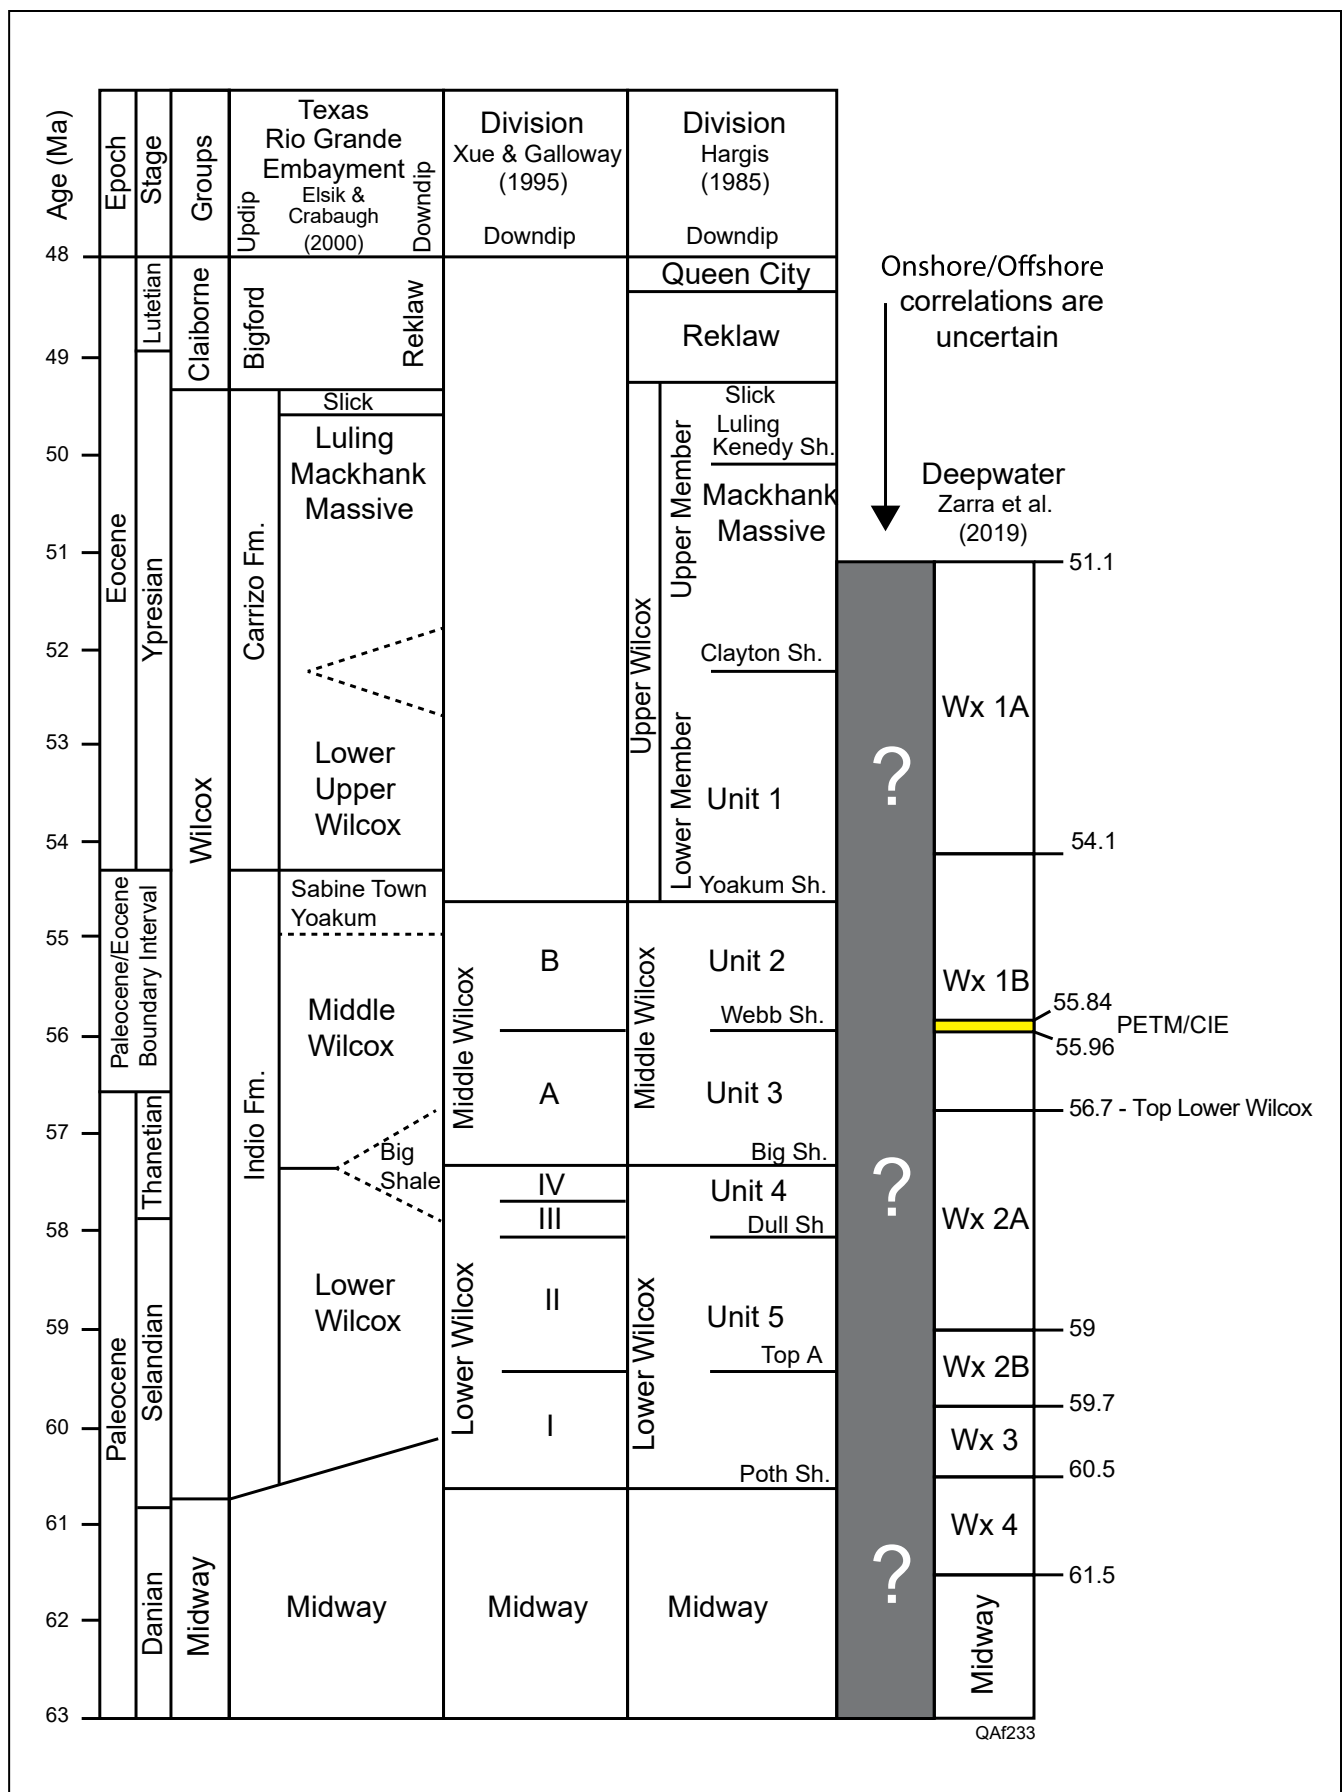 Age (Ma)
Epoch
Stage
Groups
Texas
Rio Grande
Embayment
Elsik &
Crabaugh
(2000)
Updip
Downdip
Division
Xue & Galloway
(1995)
Downdip
Division
Hargis
(1985)
Downdip
48
49
50
51
52
53
54
55
56
57
58
59
60
61
62
63
Eocene
Paleocene/Eocene
Boundary Interval
Paleocene
Lutetian
Ypresian
Thanetian
Selandian
Danian
Claiborne
Wilcox
Midway
Bigford
Reklaw
Carrizo Fm.
Indio Fm.
Slick
Luling
Mackhank
Massive
Lower
Upper
Wilcox
Sabine Town
Yoakum
Middle
Wilcox
Big
Shale
Lower
Wilcox
Midway
Middle Wilcox
B
A
Lower Wilcox
IV
III
II
I
Midway
Queen City
Reklaw
Upper Wilcox
Upper Member
Slick
Luling
Kenedy Sh.
Mackhank
Massive
Clayton Sh.
Lower Member
Unit 1
Yoakum Sh.
Middle Wilcox
Unit 2
Webb Sh.
Unit 3
Big Sh.
Lower Wilcox
Unit 4
Dull Sh
Unit 5
Top A
Poth Sh.
Midway
Onshore/Offshore
correlations are
uncertain
?
?
?
Deepwater
Zarra et al.
(2019)
51.1
Wx 1A
54.1
Wx 1B
55.84
PETM/CIE
55.96
56.7 - Top Lower Wilcox
Wx 2A
59
Wx 2B
59.7
Wx 3
60.5
Wx 4
61.5
Midway
QAf233